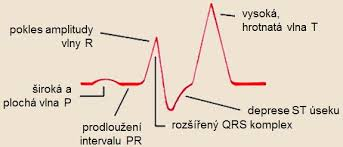 pokles amplitudy
vlny R
vysoká,
hrotnatá vlna T
široká a
plochá vlna P
prodloužení
intervalu PR
deprese ST úseku
rozšířený QRS komplex